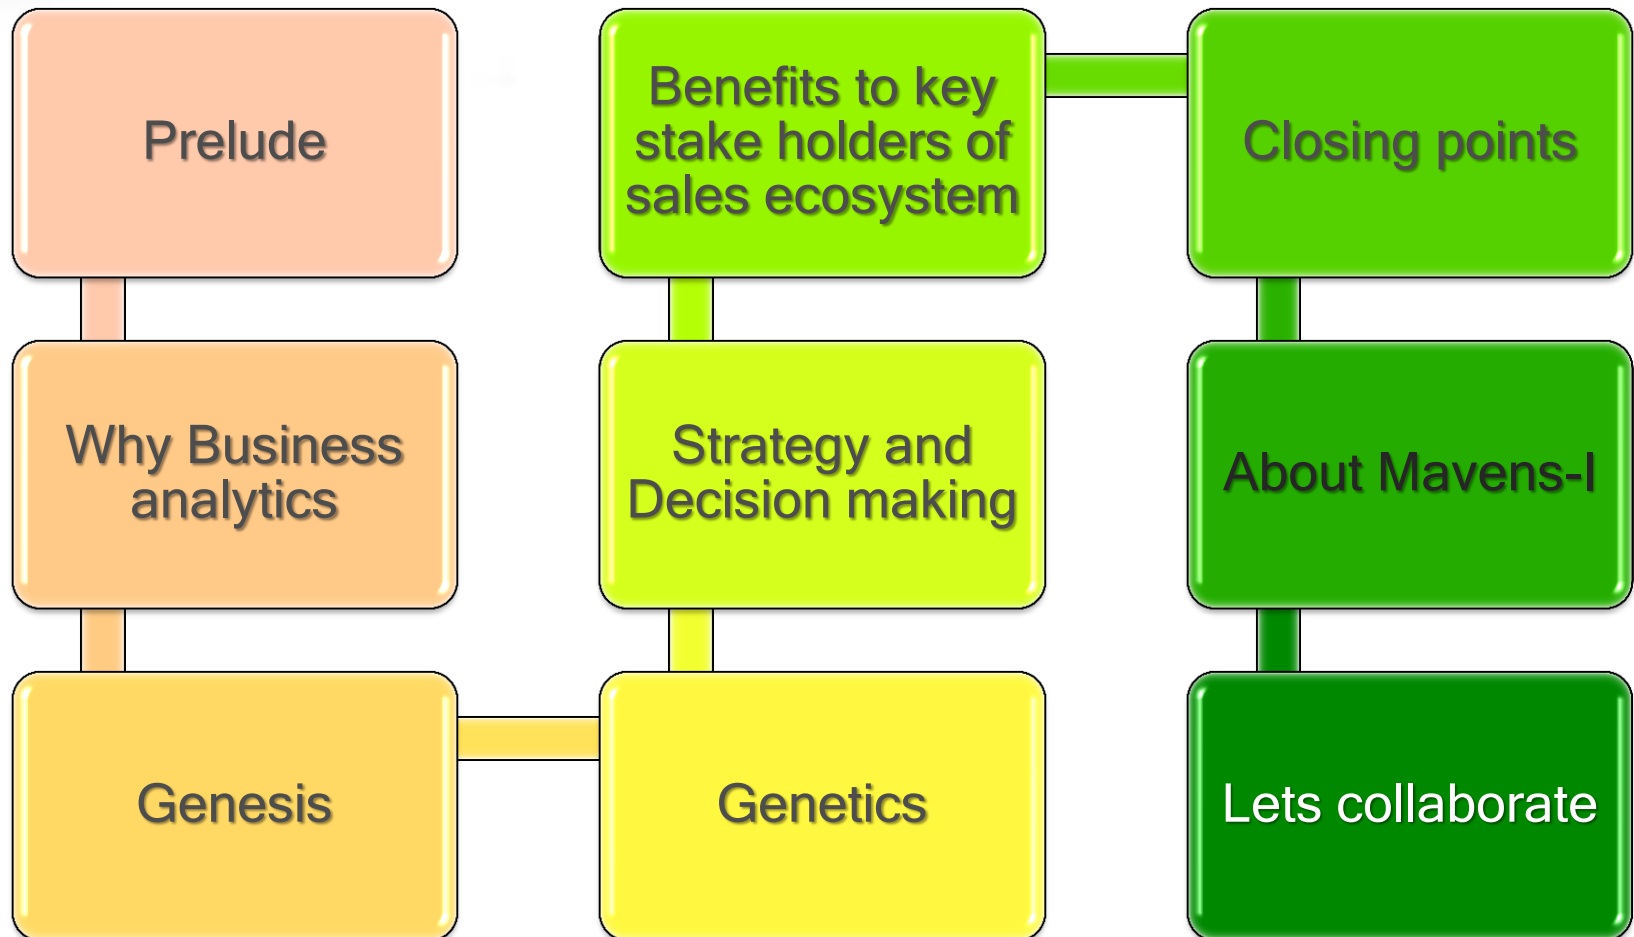 Prelude
Why Business
analytics
Genesis
Genetics
Strategy and
Decision making
Benefits to key
stake holders of
sales ecosystem
Closing points
About Mavens-I
Lets collaborate